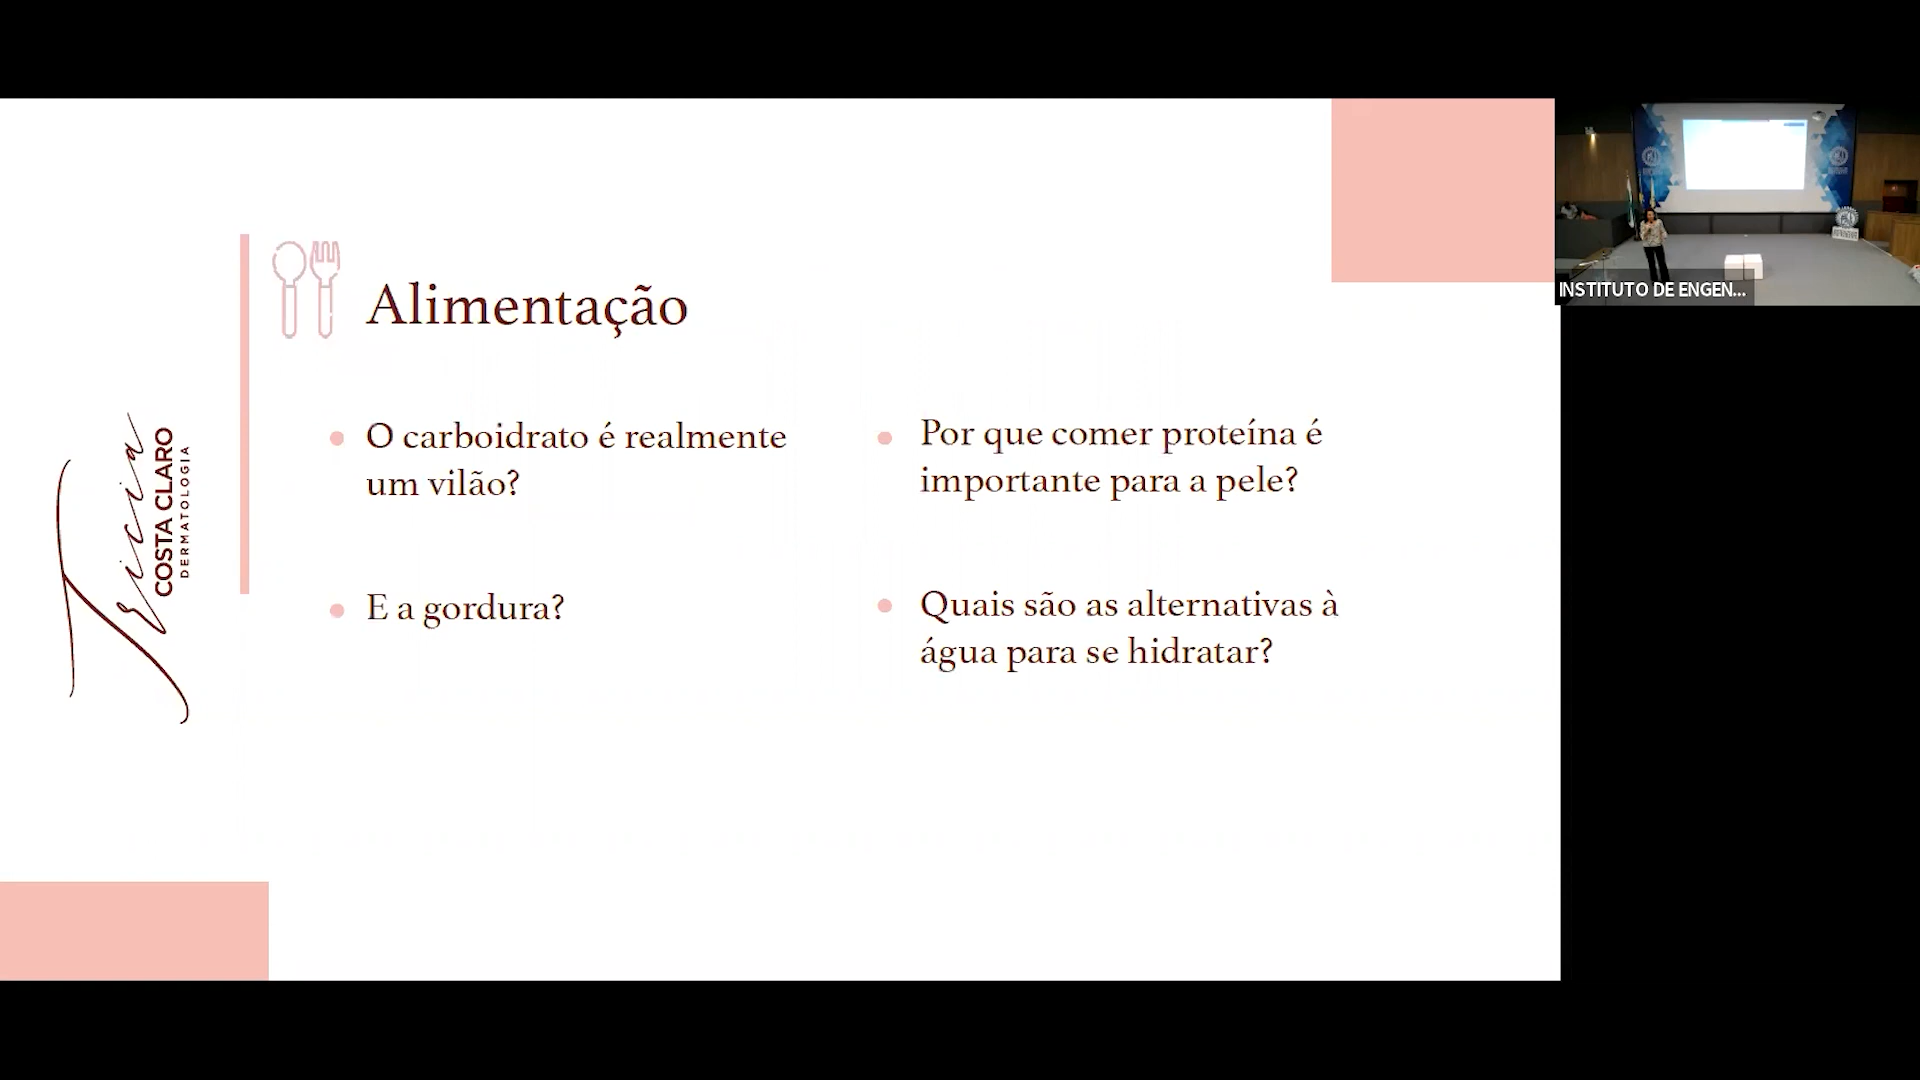 Alimentação
O carboidrato é realmente
um vilão?
E a gordura?
Por que comer proteína é
importante para a pele?
Quais são as alternativas à
água para se hidratar?
Tricia
COSTA CLARO
DERMATOLOGIA
INSTITUTO DE ENGEN...